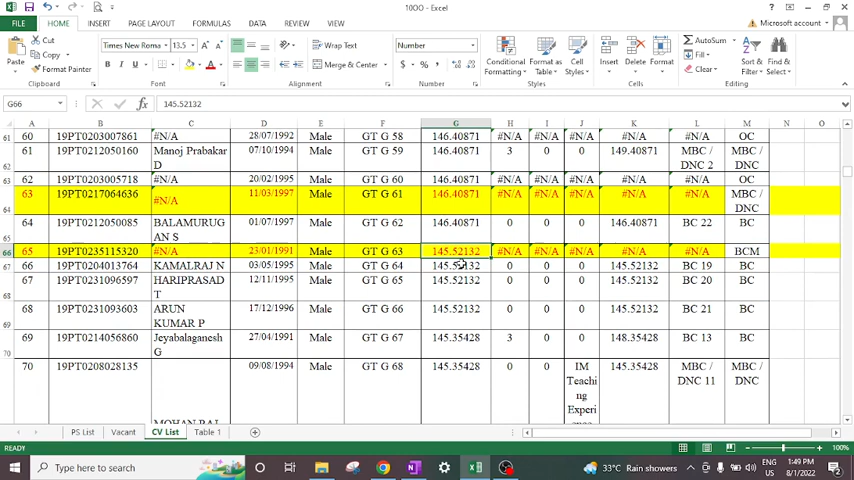 10OO - Excel
FILE HOME INSERT PAGE LAYOUT FORMULAS DATA REVIEW VIEW Microsoft account
Cut
Copy
Format Painter
Paste
Clipboard
Times New Roma 13.5
B I U
Font
Wrap Text
Merge & Center
Alignment
Number
$ % ,
Number
Conditional Formatting
Format as Table
Cell Styles
Styles
Insert Delete Format
Cells
AutoSum
Fill
Clear
Sort & Filter
Find & Select
Editing
G66 fx 145.52132
A B C D E F G H I J K L M N O
61 60 19PT0203007861 #N/A 28/07/1992 Male GT G 58 146.40871 #N/A #N/A #N/A #N/A #N/A OC
62 61 19PT0212050160 Manoj Prabakar D 07/10/1994 Male GT G 59 146.40871 3 0 0 149.40871 MBC / DNC 2 MBC / DNC
63 62 19PT0203005718 #N/A 20/02/1995 Male GT G 60 146.40871 #N/A #N/A #N/A #N/A #N/A OC
64 63 19PT0217064636 #N/A 11/03/1997 Male GT G 61 146.40871 #N/A #N/A #N/A #N/A #N/A MBC / DNC
65 64 19PT0212050085 BALAMURUGAN S 01/07/1997 Male GT G 62 146.40871 0 0 0 146.40871 BC 22 BC
66 65 19PT0235115320 #N/A 23/01/1991 Male GT G 63 145.52132 #N/A #N/A #N/A #N/A #N/A BCM
67 66 19PT0204013764 KAMALRAJ N 03/05/1995 Male GT G 64 145.52132 0 0 0 145.52132 BC 19 BC
68 67 19PT0231096597 HARIPRASAD T 12/11/1995 Male GT G 65 145.52132 0 0 0 145.52132 BC 20 BC
69 68 19PT0231093603 ARUN KUMAR P 17/12/1996 Male GT G 66 145.52132 0 0 0 145.52132 BC 21 BC
70 69 19PT0214056860 Jeyabalaganesh G 27/04/1991 Male GT G 67 145.35428 3 0 0 148.35428 BC 13 BC
70 19PT0208028135 MOHAN RAJ 09/08/1994 Male GT G 68 145.35428 0 0 IM Teaching Experience 145.35428 MBC / DNC 11 MBC / DNC
PS List Vacant CV List Table 1
READY 100%
Type here to search 33°C Rain showers ENG US 1:49 PM 8/1/2022